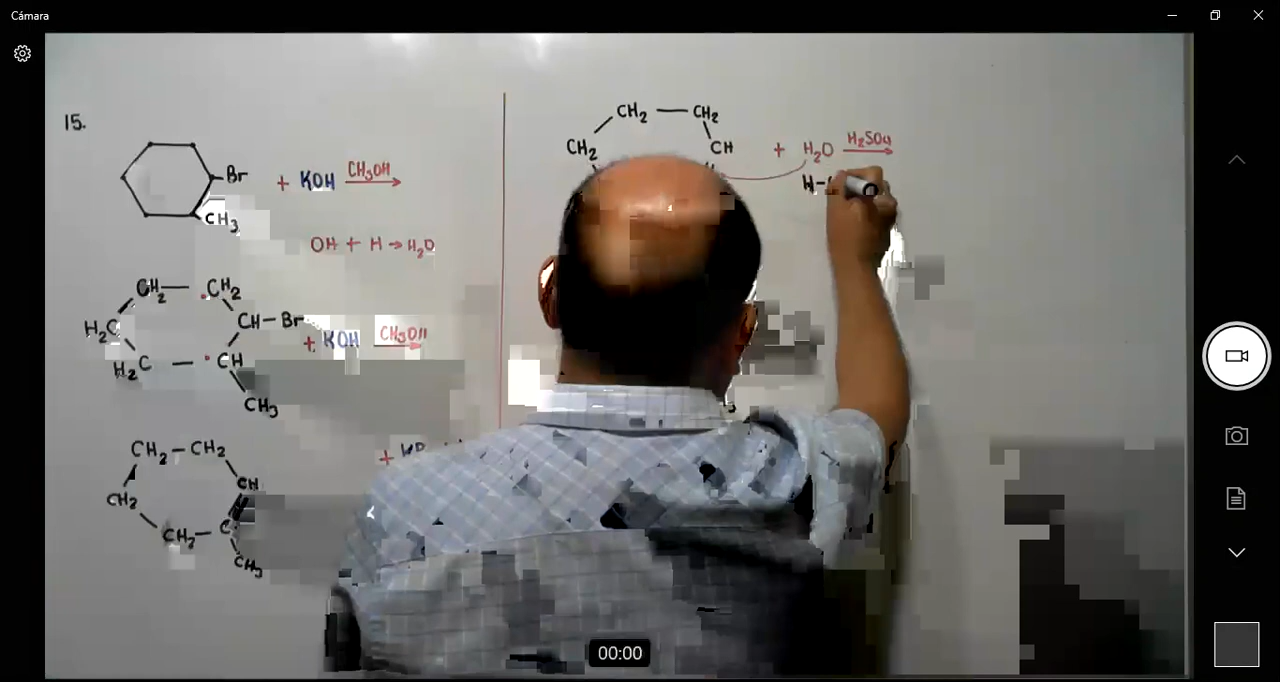 Cámara
15.
Br
+ KOH CH3OH
CH3
OH + H → H2O
CH2 — CH2
H2C CH — Br
+ KOH CH3OH
H2C — CH
CH3
CH2 — CH2
CH
CH2
CH2 — C
CH3
+
CH2 — CH2
CH2 CH + H2O H2SO4
H-
00:00